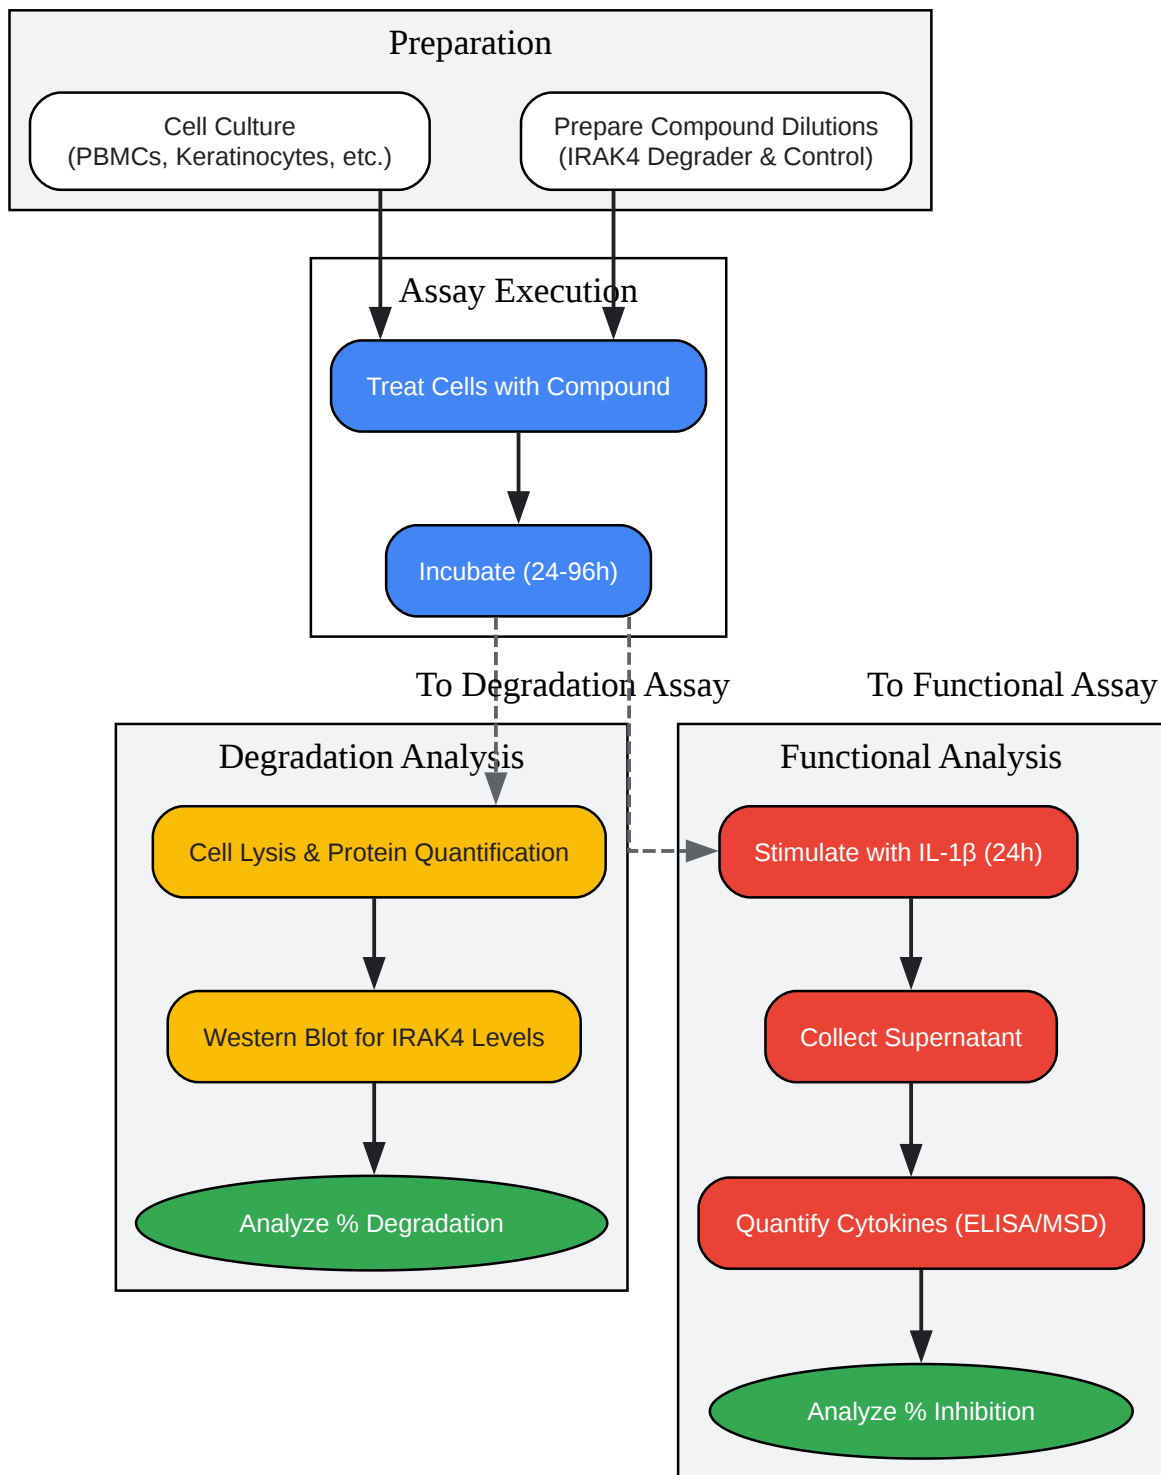 Preparation
Cell Culture
(PBMCs, Keratinocytes, etc.)
Prepare Compound Dilutions
(IRAK4 Degrader & Control)
Assay Execution
Treat Cells with Compound
Incubate (24-96h)
To Degradation Assay
To Functional Assay
Degradation Analysis
Cell Lysis & Protein Quantification
Western Blot for IRAK4 Levels
Analyze % Degradation
Functional Analysis
Stimulate with IL-1β (24h)
Collect Supernatant
Quantify Cytokines (ELISA/MSD)
Analyze % Inhibition